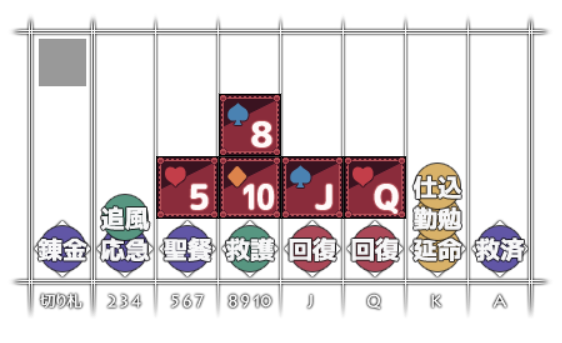 8
5 10 J Q
仕込
追風 勤勉
錬金 応急 聖餐 救護 回復 回復 延命 救済
切り札 234 567 8910 J Q K A